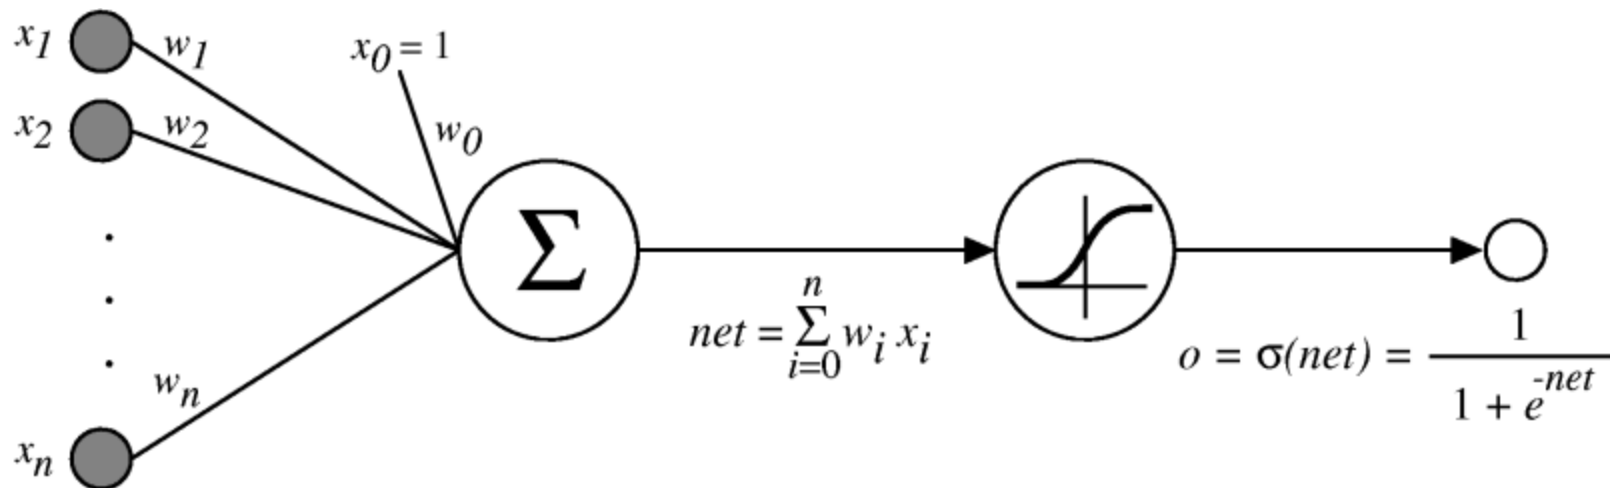 x1 w1 x0 = 1
x2 w2 w0
Σ
.
.
.
wn
xn
net = n Σ i=0 wi xi
o = σ(net) = 1 / 1 + e^-net